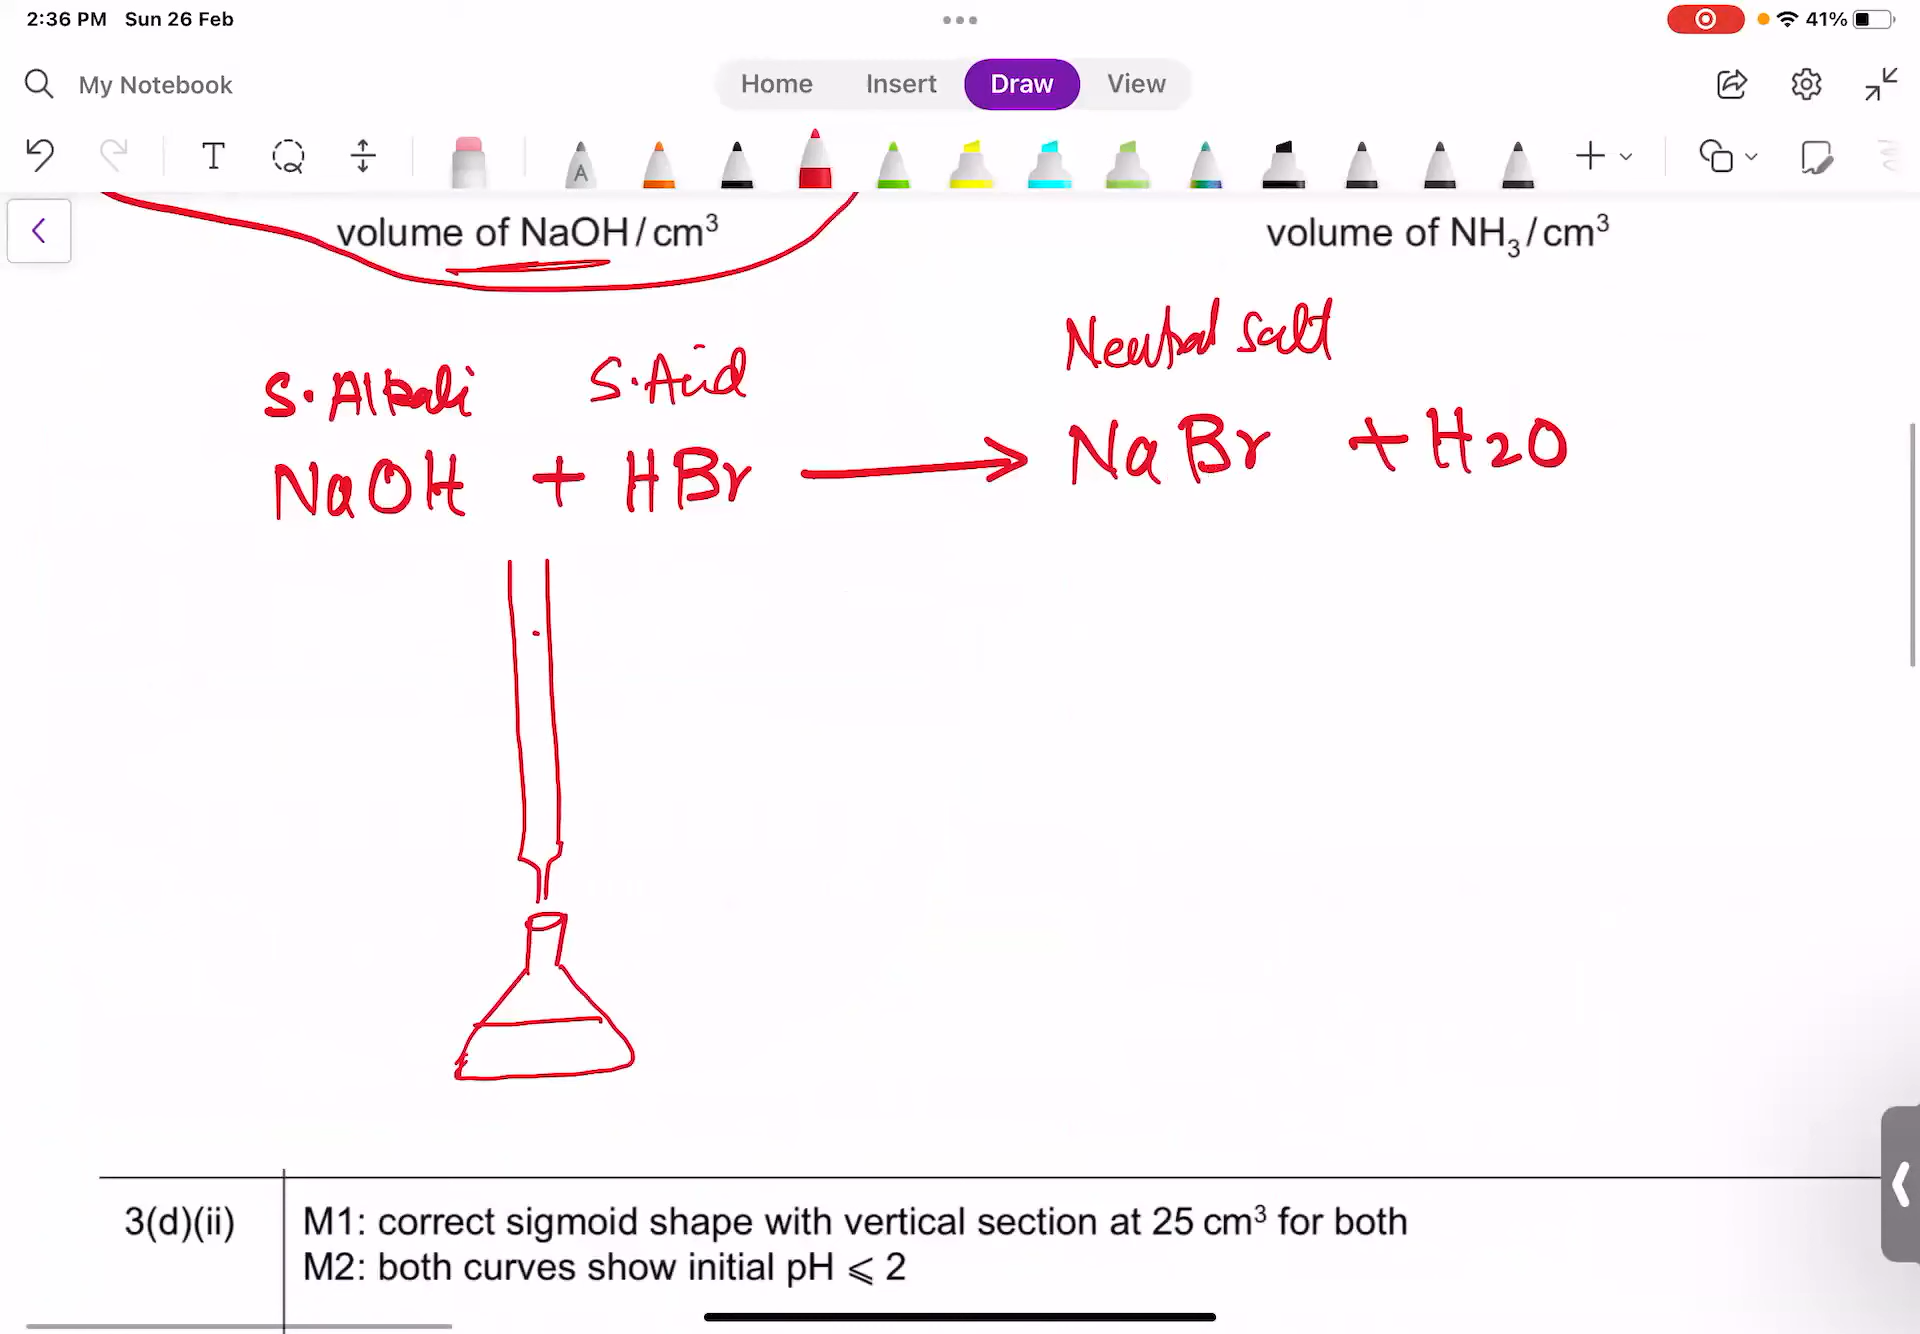 2:36 PM Sun 26 Feb
41%
My Notebook
Home Insert Draw View
T
A
volume of NaOH/cm³
volume of NH₃/cm³
Neutral salt
S. Alkali S. Acid
NaOH + HBr → NaBr + H₂O
3(d)(ii)
M1: correct sigmoid shape with vertical section at 25 cm³ for both
M2: both curves show initial pH ⩽ 2